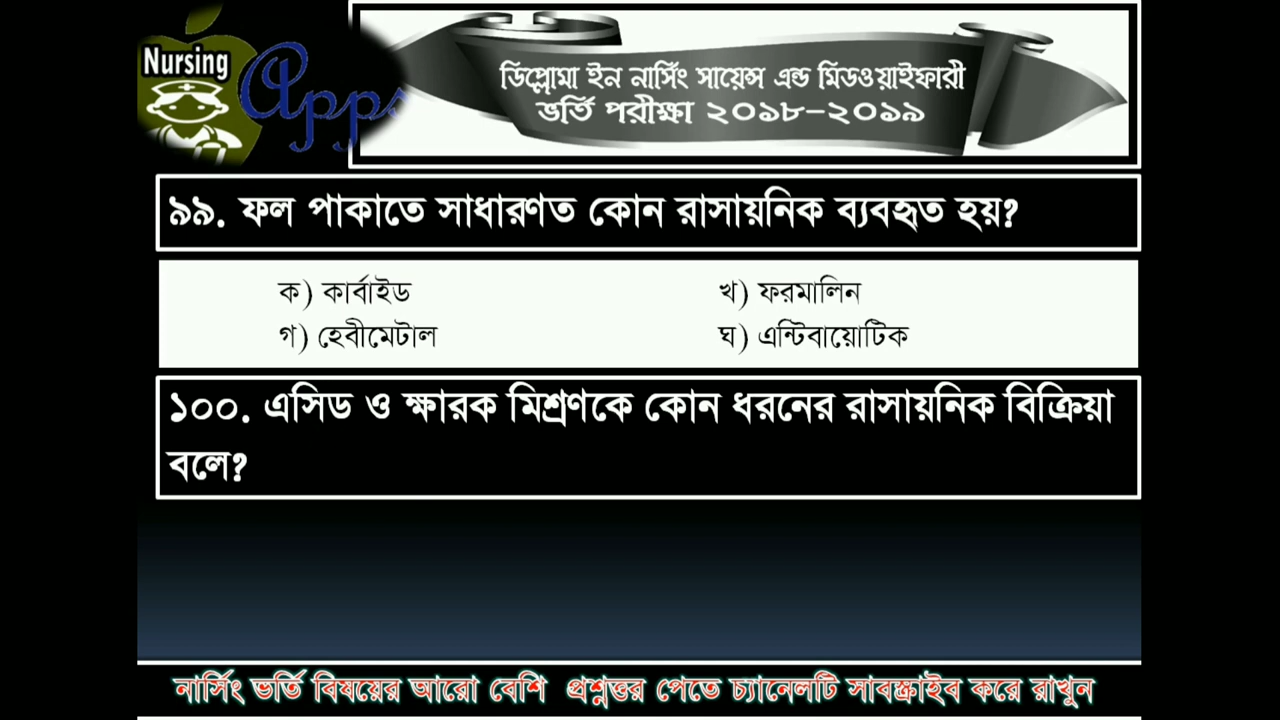 Nursing
Apps
ডিপ্লোমা ইন নার্সিং সায়েন্স এন্ড মিডওয়াইফারী
ভর্তি পরীক্ষা ২০১৮-২০১৯
৯৯. ফল পাকাতে সাধারণত কোন রাসায়নিক ব্যবহৃত হয়?
ক) কার্বাইড
খ) ফরমালিন
গ) হেবীমেটাল
ঘ) এন্টিবায়োটিক
১০০. এসিড ও ক্ষারক মিশ্রণকে কোন ধরনের রাসায়নিক বিক্রিয়া
বলে?
নার্সিং ভর্তি বিষয়ের আরো বেশি প্রশ্নত্তর পেতে চ্যানেলটি সাবস্ক্রাইব করে রাখুন